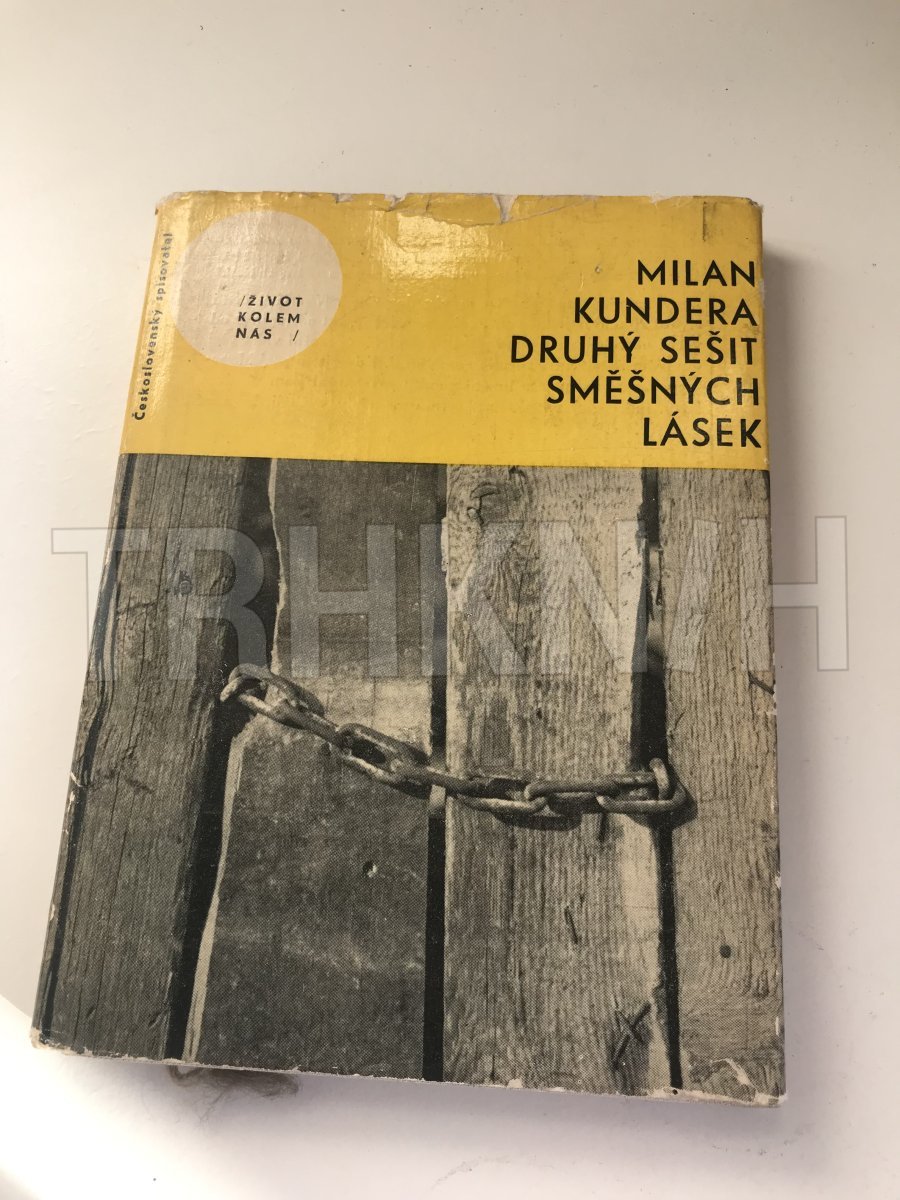 Československý spisovatel
/ŽIVOT
KOLEM
NÁS /
MILAN
KUNDERA
DRUHÝ SEŠIT
SMĚŠNÝCH
LÁSEK
TRHKNIH